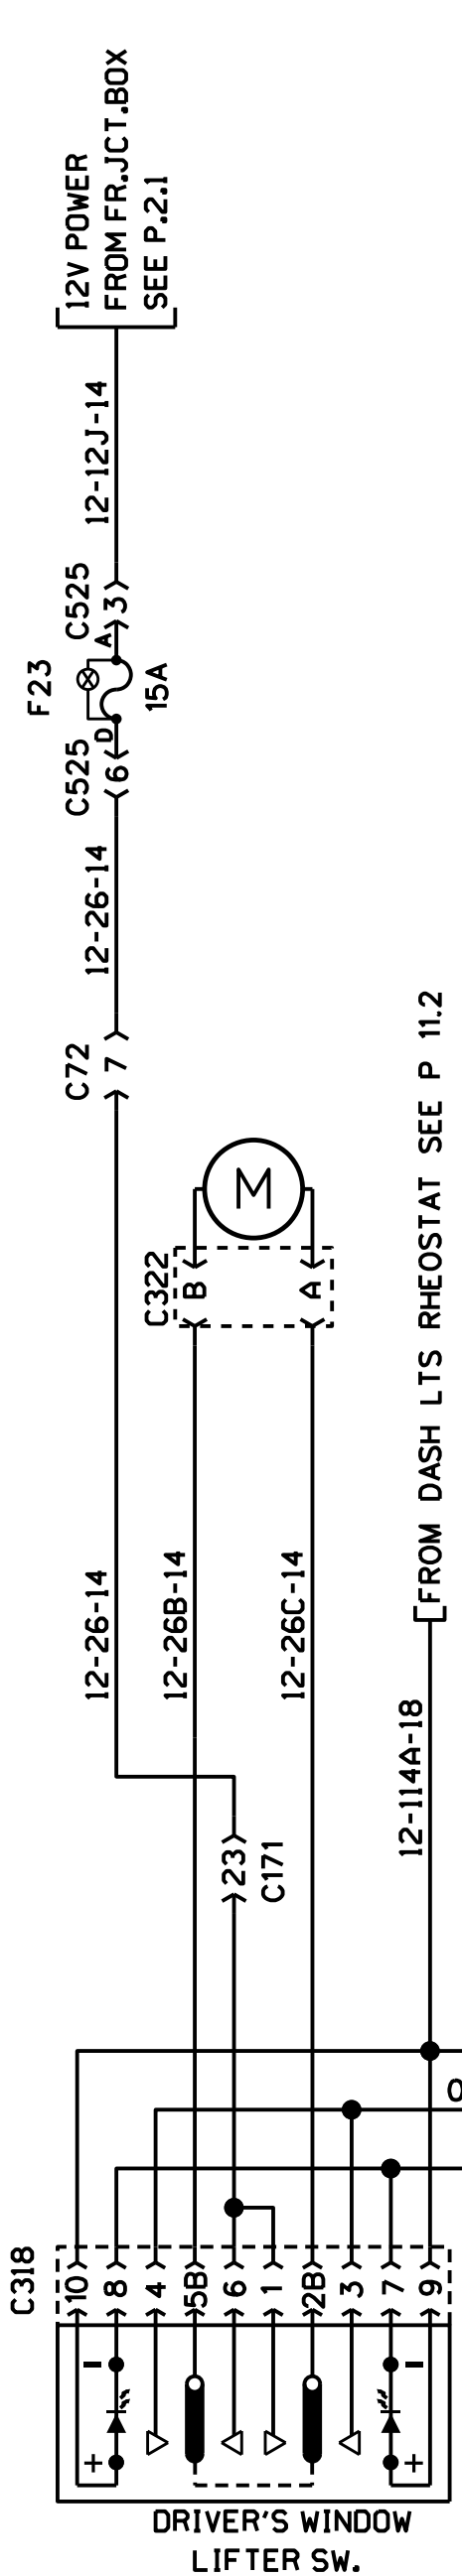 12V POWER
FROM FR.JCT.BOX
SEE P.2.1
12-12J-14
C525
3
A
F23
15A
D
C525
6
12-26-14
C72
7
M
C322
B
A
12-26-14
12-26B-14
12-26C-14
FROM DASH LTS RHEOSTAT SEE P 11.2
12-114A-18
23
C171
C318
10
8
4
5B
6
1
2B
3
7
9
-
+
-
+
DRIVER'S WINDOW
LIFTER SW.